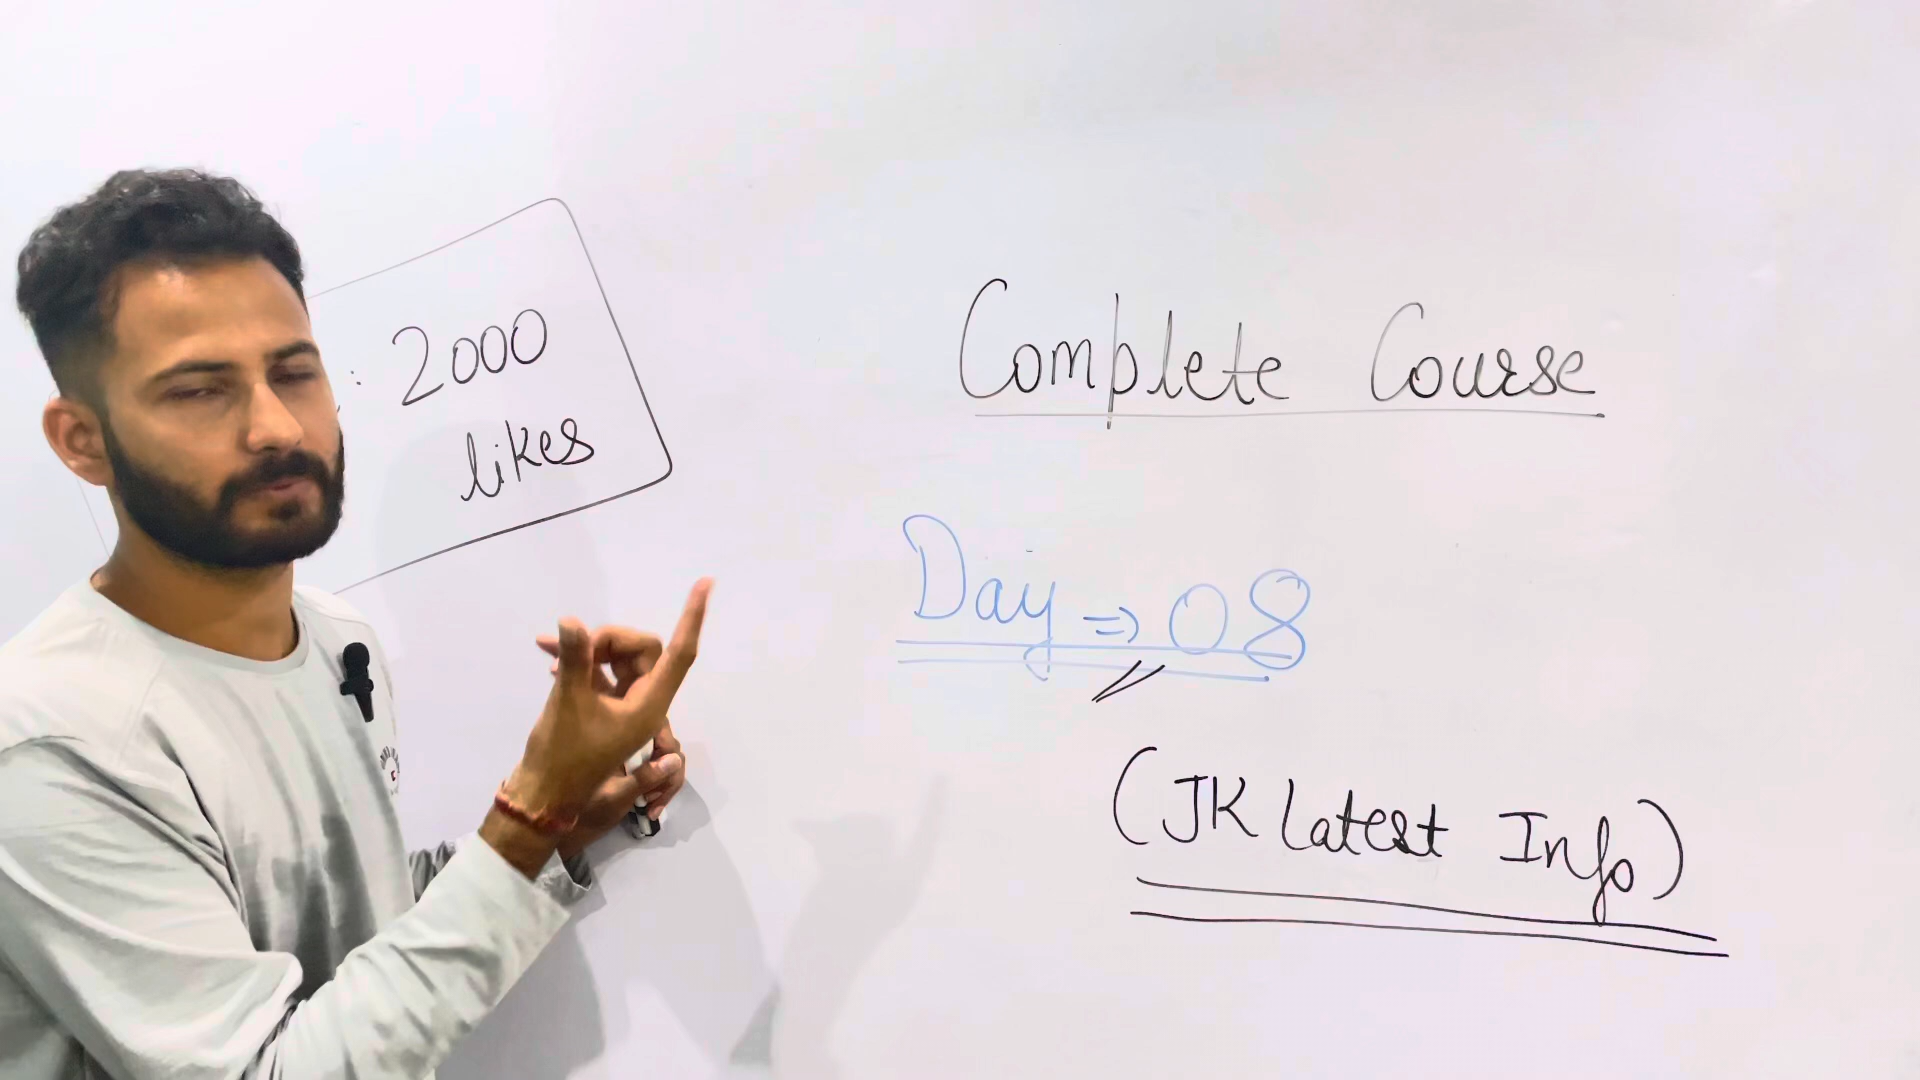 : 2000
likes
Complete Course
Day ⇒ 08
(JK Latest Info)